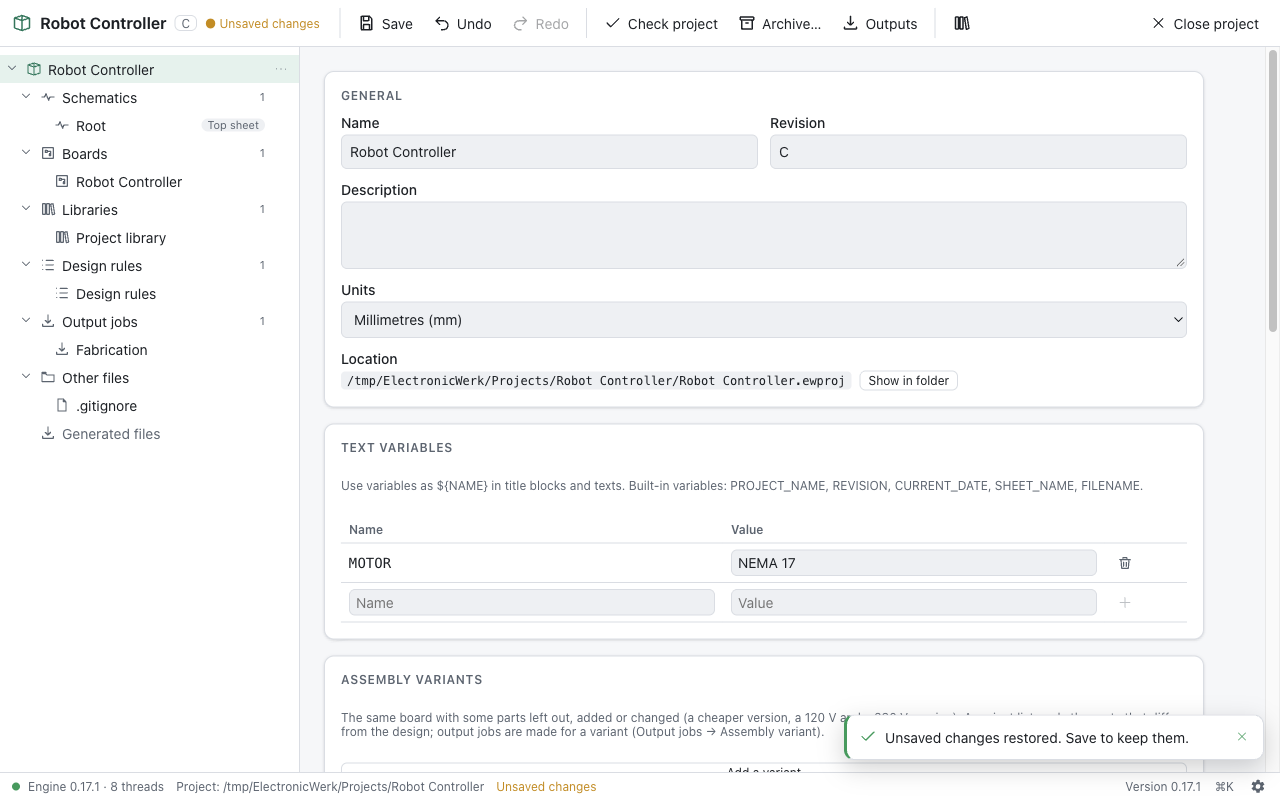 Robot Controller C Unsaved changes Save Undo Redo Check project Archive... Outputs Close project
Robot Controller ...
Schematics 1
Root Top sheet
Boards 1
Robot Controller
Libraries 1
Project library
Design rules 1
Design rules
Output jobs 1
Fabrication
Other files
.gitignore
Generated files
GENERAL
Name Revision
Robot Controller C
Description
Units
Millimetres (mm)
Location
/tmp/ElectronicWerk/Projects/Robot Controller/Robot Controller.ewproj Show in folder
TEXT VARIABLES
Use variables as ${NAME} in title blocks and texts. Built-in variables: PROJECT_NAME, REVISION, CURRENT_DATE, SHEET_NAME, FILENAME.
Name Value
MOTOR NEMA 17
Name Value
ASSEMBLY VARIANTS
The same board with some parts left out, added or changed (a cheaper version, a 120 V
from the design; output jobs are made for a variant (Output jobs → Assembly variant).
Add a variant
Unsaved changes restored. Save to keep them.
Engine 0.17.1 · 8 threads Project: /tmp/ElectronicWerk/Projects/Robot Controller Unsaved changes Version 0.17.1 ⌘K